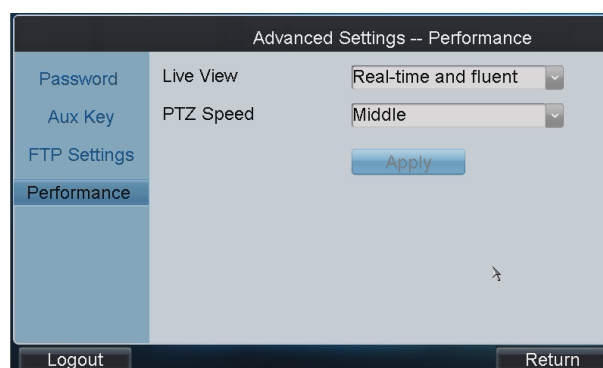 Advanced Settings -- Performance
Password
Aux Key
FTP Settings
Performance
Live View Real-time and fluent
PTZ Speed Middle
Apply
Logout Return